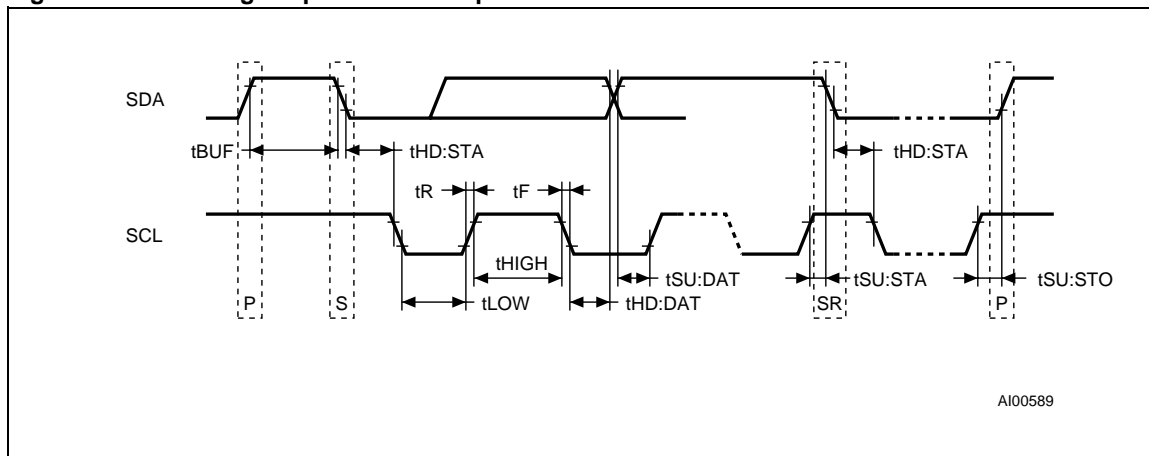 SDA
tBUF
tHD:STA
tHD:STA
tR
tF
SCL
tHIGH
tSU:DAT
tSU:STA
tSU:STO
tLOW
tHD:DAT
P
S
SR
P
AI00589